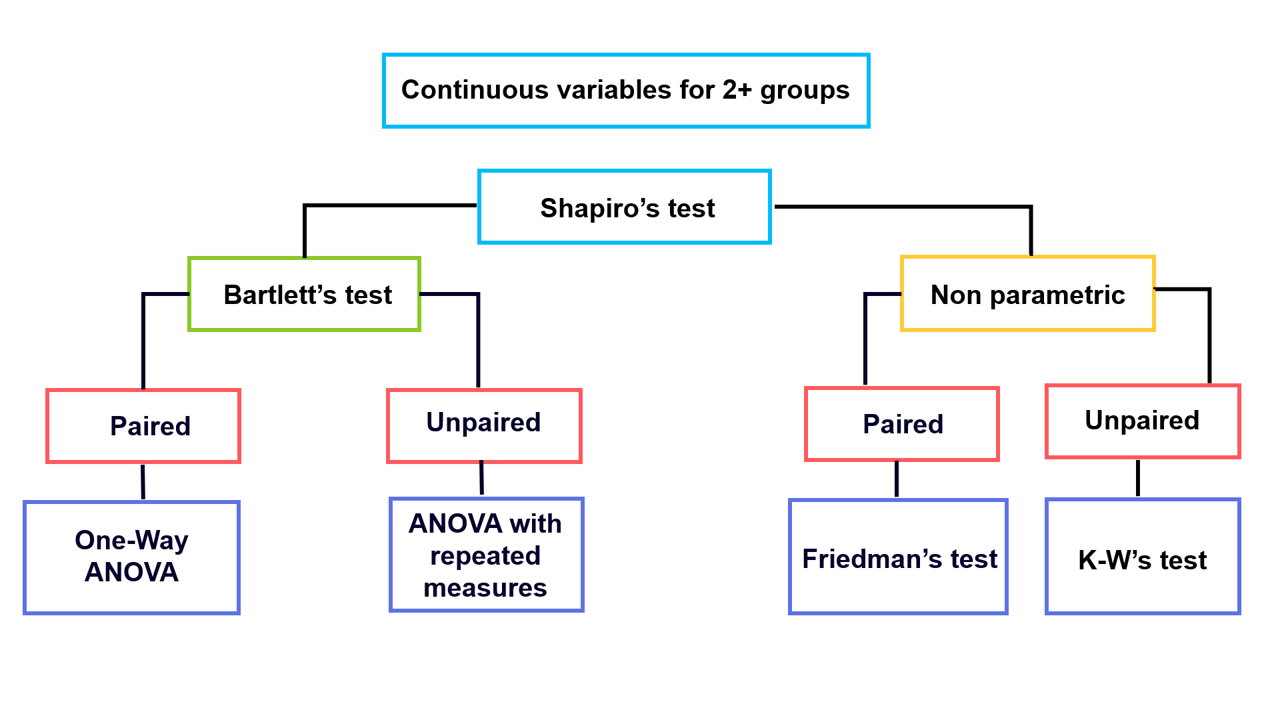 Continuous variables for 2+ groups
Shapiro’s test
Bartlett’s test
Non parametric
Paired
Unpaired
Paired
Unpaired
One-Way
ANOVA
ANOVA with
repeated
measures
Friedman’s test
K-W’s test